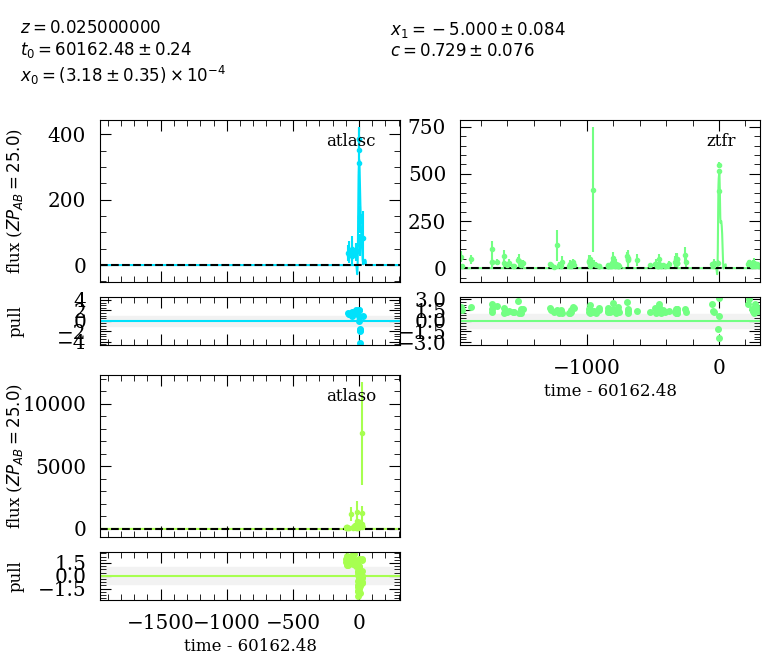 z = 0.025000000
t0 = 60162.48 ± 0.24
x0 = (3.18 ± 0.35) × 10^-4
x1 = −5.000 ± 0.084
c = 0.729 ± 0.076
atlasc
flux (ZP_AB = 25.0)
400
200
0
pull
4
2
0
−2
−4
ztfr
750
500
250
0
3.0
1.5
0.0
−1.5
−3.0
−1000
0
time - 60162.48
atlaso
flux (ZP_AB = 25.0)
10000
5000
0
pull
1.5
0.0
−1.5
−1500
−1000
−500
0
time - 60162.48